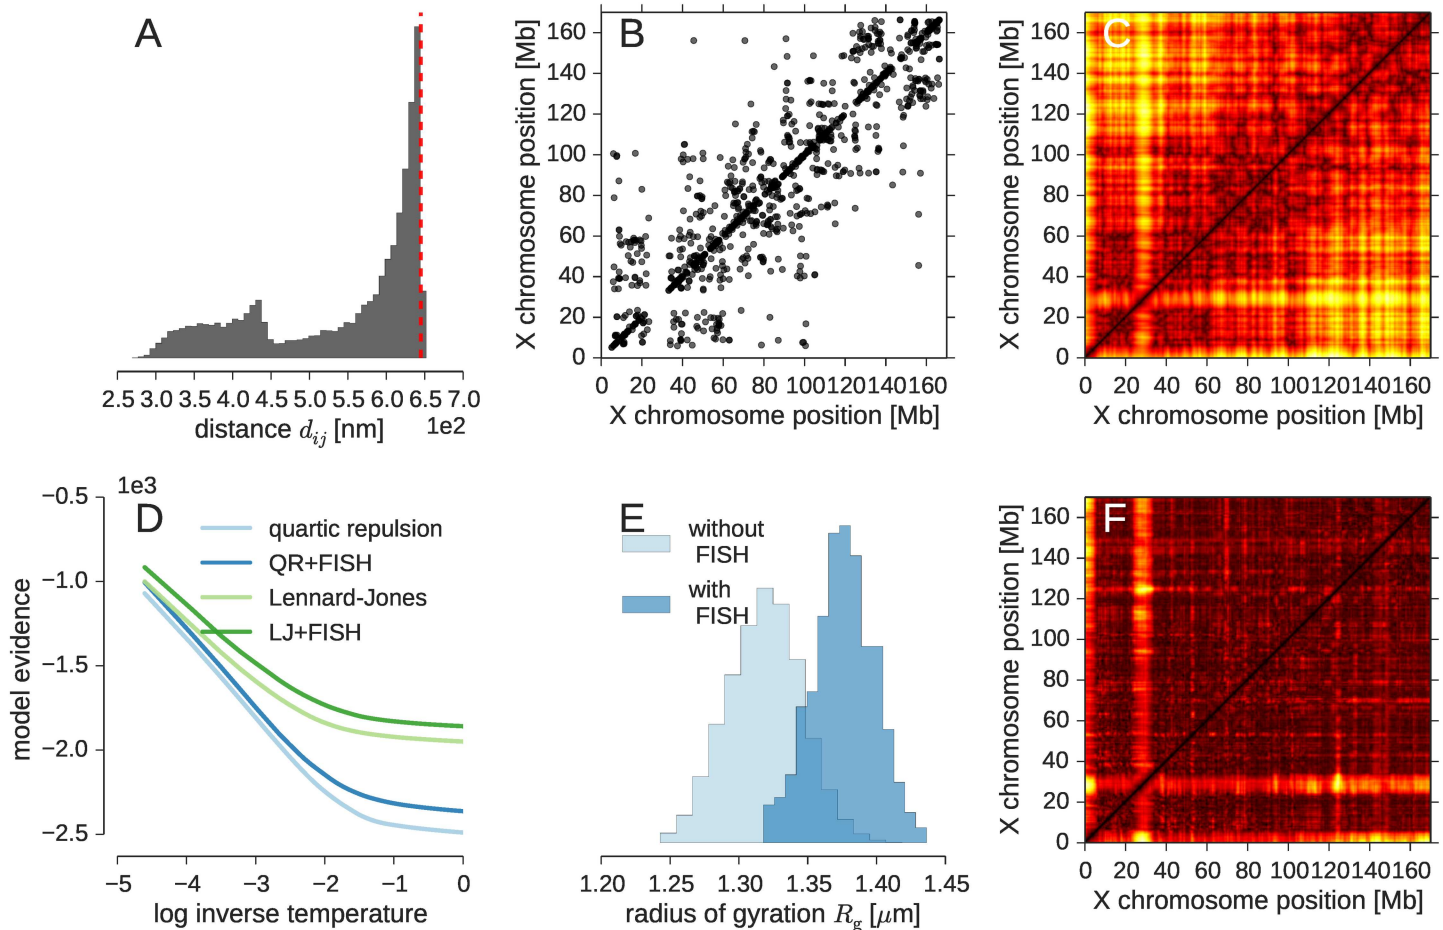 A
2.5 3.0 3.5 4.0 4.5 5.0 5.5 6.0 6.5 7.0
distance d_ij [nm]
1e2
B
X chromosome position [Mb]
160
140
120
100
80
60
40
20
0
0 20 40 60 80 100 120 140 160
X chromosome position [Mb]
C
X chromosome position [Mb]
160
140
120
100
80
60
40
20
0
0 20 40 60 80 100 120 140 160
X chromosome position [Mb]
1e3
D
model evidence
−0.5
−1.0
−1.5
−2.0
−2.5
quartic repulsion
QR+FISH
Lennard-Jones
LJ+FISH
−5 −4 −3 −2 −1 0
log inverse temperature
E
without
FISH
with
FISH
1.20 1.25 1.30 1.35 1.40 1.45
radius of gyration R_g [μm]
F
X chromosome position [Mb]
160
140
120
100
80
60
40
20
0
0 20 40 60 80 100 120 140 160
X chromosome position [Mb]